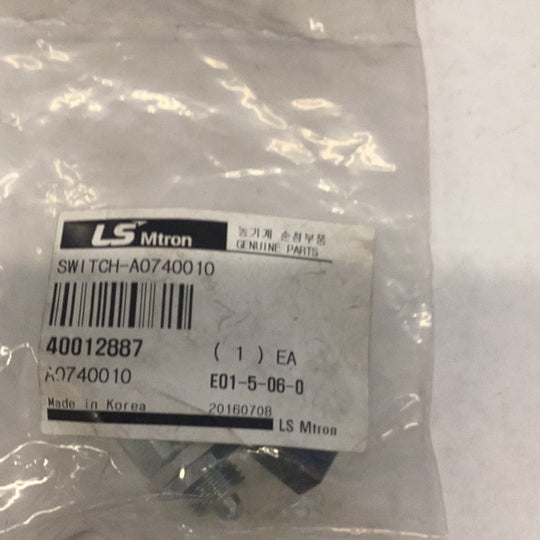 LS Mtron
농기계 순정부품
GENUINE PARTS
SWITCH-A0740010
40012887
( 1 ) EA
A0740010
E01-5-06-0
Made in Korea
20160708
LS Mtron